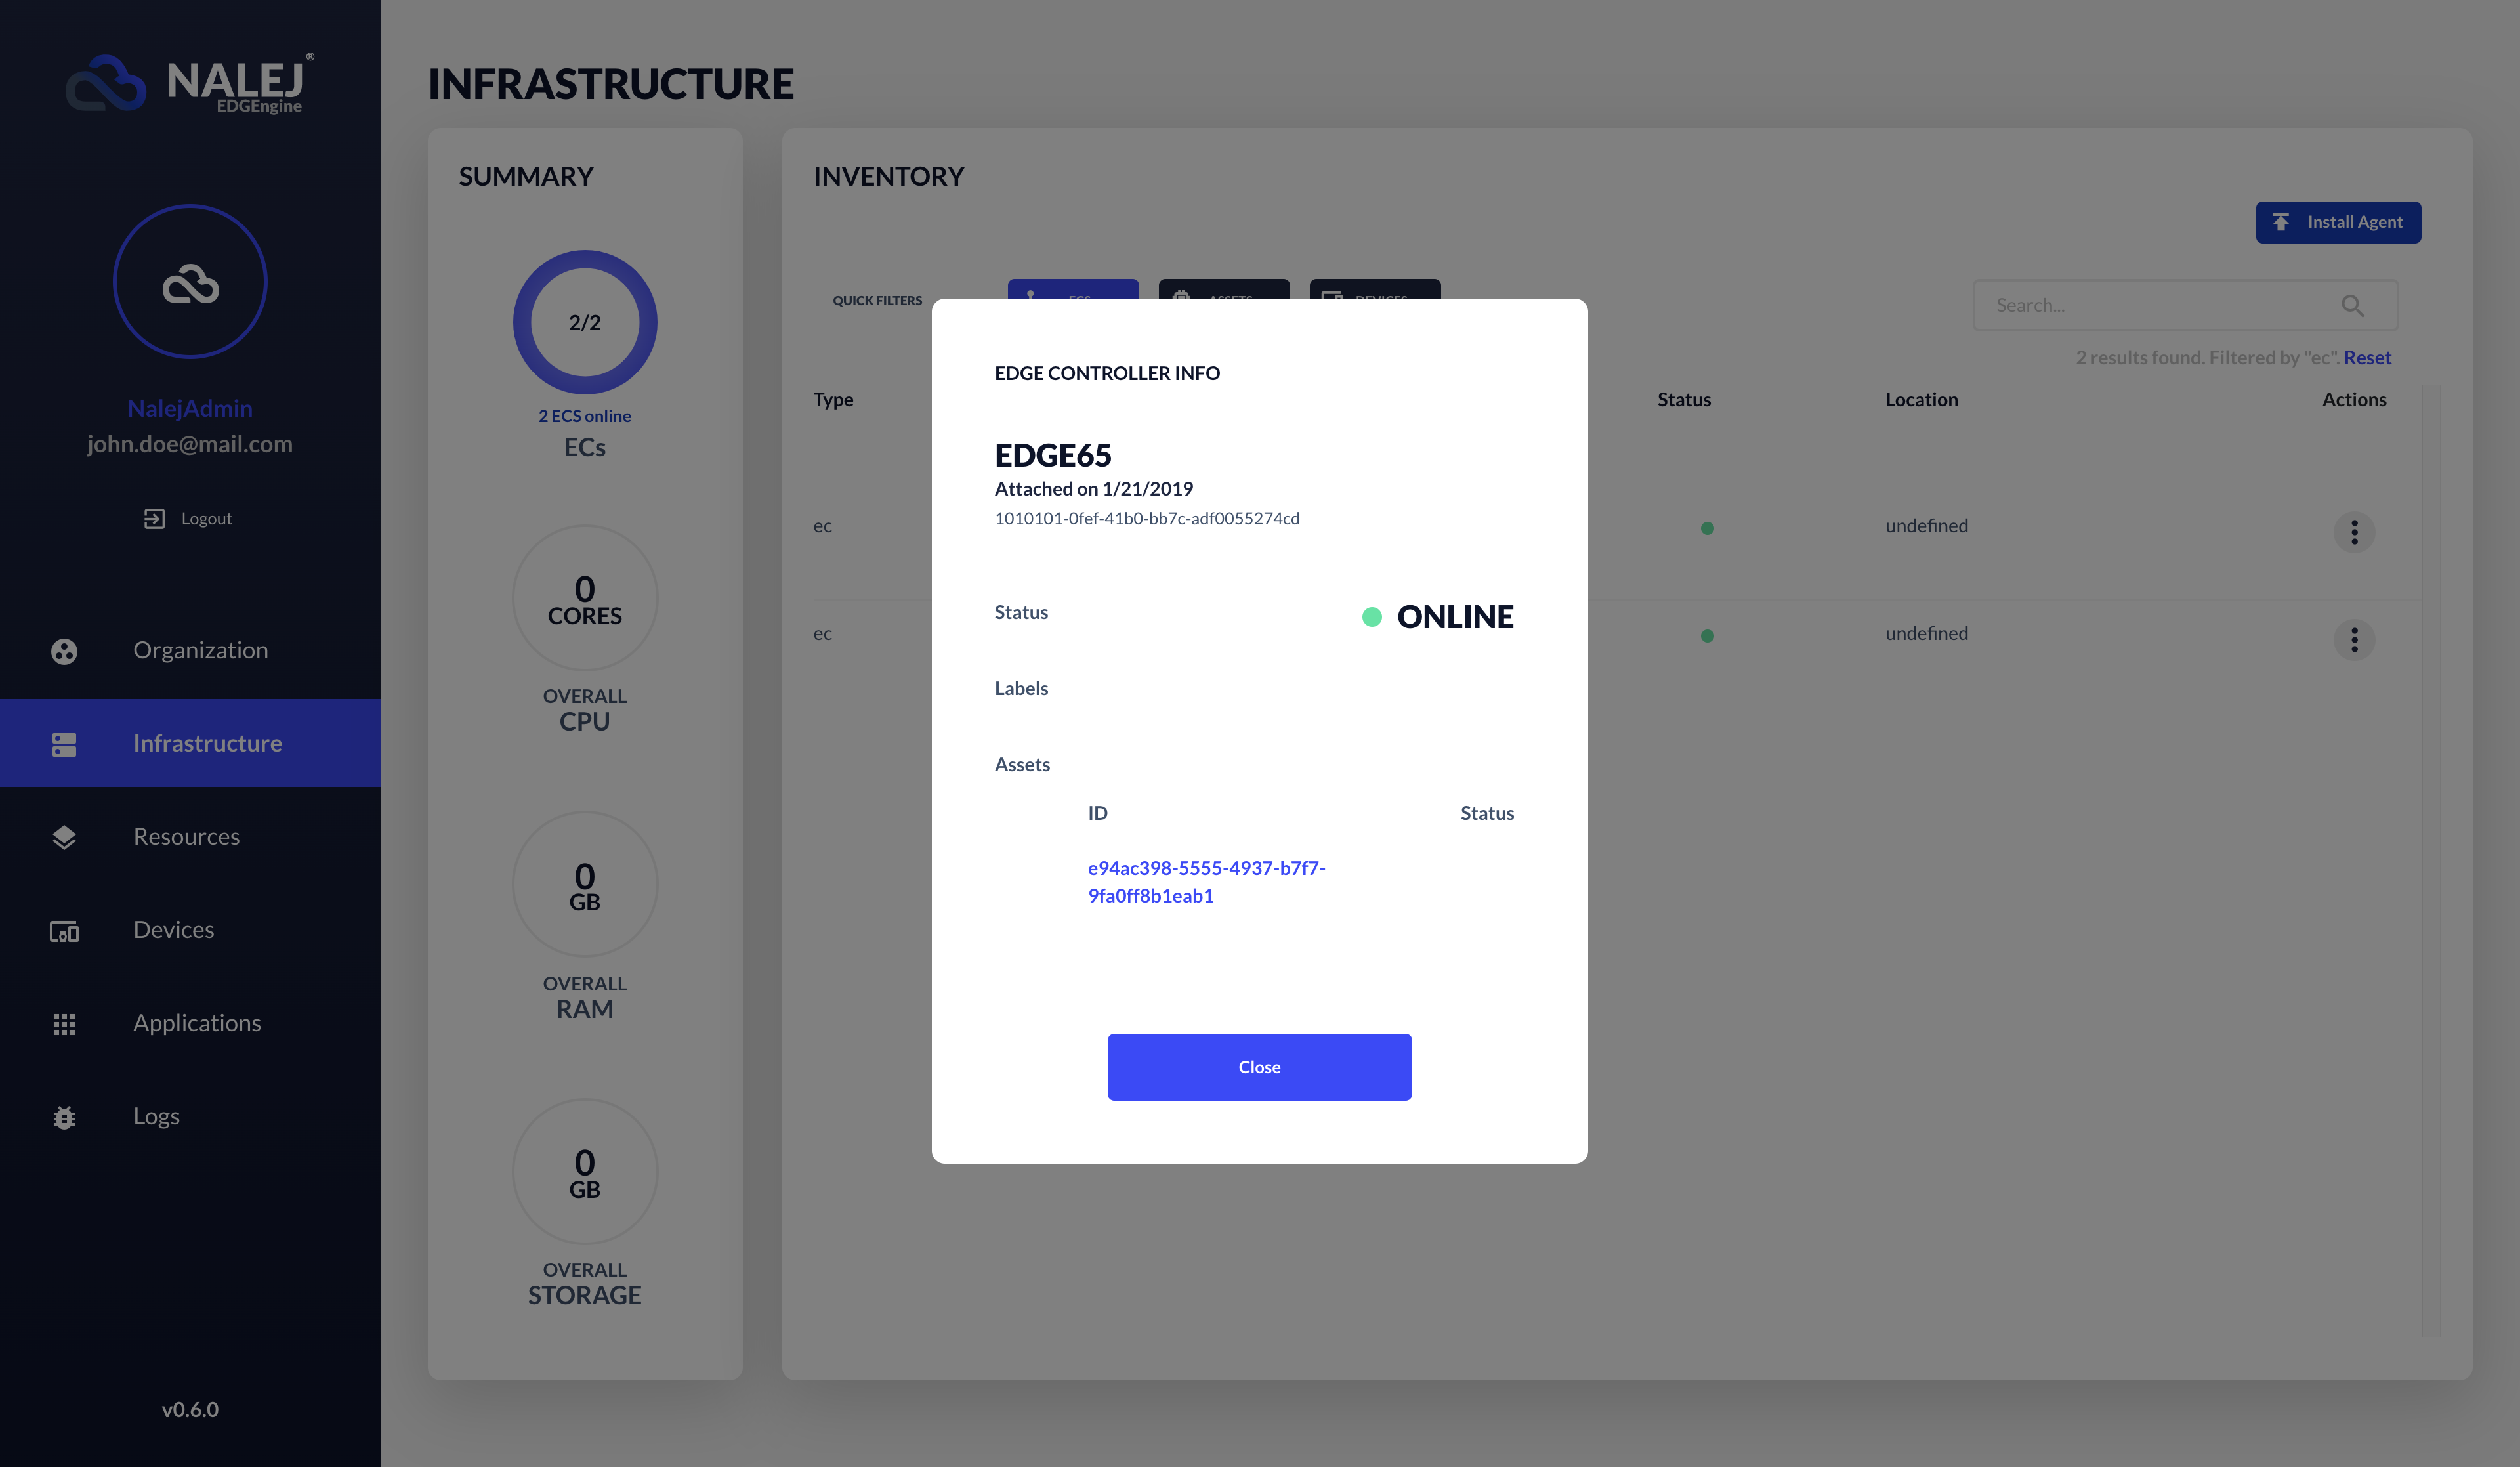 NALEJ®
EDGEngine
NalejAdmin
john.doe@mail.com
Logout
Organization
Infrastructure
Resources
Devices
Applications
Logs
v0.6.0
INFRASTRUCTURE
SUMMARY
2/2
2 ECS online
ECs
0
CORES
OVERALL
CPU
0
GB
OVERALL
RAM
0
GB
OVERALL
STORAGE
INVENTORY
Install Agent
QUICK FILTERS
ECS
ASSETS
DEVICES
Search...
2 results found. Filtered by "ec". Reset
Type
Status
Location
Actions
ec
undefined
ec
undefined
EDGE CONTROLLER INFO
EDGE65
Attached on 1/21/2019
1010101-0fef-41b0-bb7c-adf0055274cd
Status
ONLINE
Labels
Assets
ID
Status
e94ac398-5555-4937-b7f7-
9fa0ff8b1eab1
Close